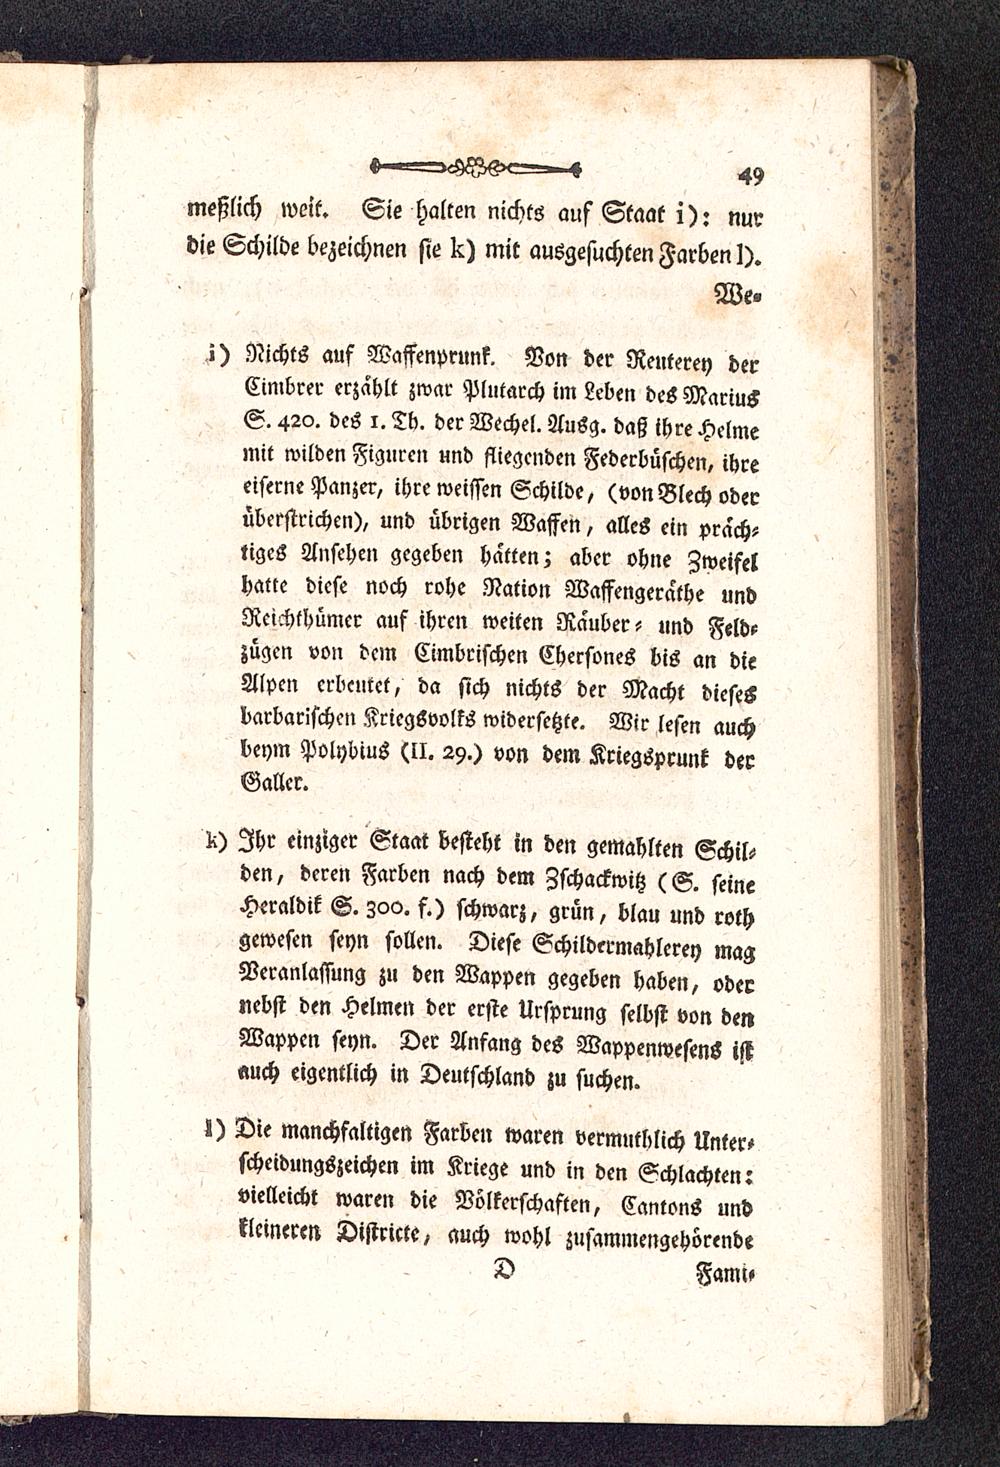 49
meßlich weit. Sie halten nichts auf Staat i): nur
die Schilde bezeichnen sie k) mit ausgesuchten Farben l).
We-
i) Nichts auf Waffenprunk. Von der Reuterey der
Cimbrer erzählt zwar Plutarch im Leben des Marius
S. 420. des 1. Th. der Wechel. Ausg. daß ihre Helme
mit wilden Figuren und fliegenden Federbüschen, ihre
eiserne Panzer, ihre weissen Schilde, (von Blech oder
überstrichen), und übrigen Waffen, alles ein präch-
tiges Ansehen gegeben hätten; aber ohne Zweifel
hatte diese noch rohe Nation Waffengeräthe und
Reichthümer auf ihren weiten Räuber- und Feld-
zügen von dem Cimbrischen Chersones bis an die
Alpen erbeutet, da sich nichts der Macht dieses
barbarischen Kriegsvolks widersetzte. Wir lesen auch
beym Polybius (II. 29.) von dem Kriegsprunk der
Galler.
k) Ihr einziger Staat besteht in den gemahlten Schil-
den, deren Farben nach dem Zschackwitz (S. seine
Heraldik S. 300. f.) schwarz, grün, blau und roth
gewesen seyn sollen. Diese Schildermahlerey mag
Veranlassung zu den Wappen gegeben haben, oder
nebst den Helmen der erste Ursprung selbst von den
Wappen seyn. Der Anfang des Wappenwesens ist
auch eigentlich in Deutschland zu suchen.
l) Die manchfaltigen Farben waren vermuthlich Unter-
scheidungszeichen im Kriege und in den Schlachten:
vielleicht waren die Völkerschaften, Cantons und
kleineren Districte, auch wohl zusammengehörende
D Fami-